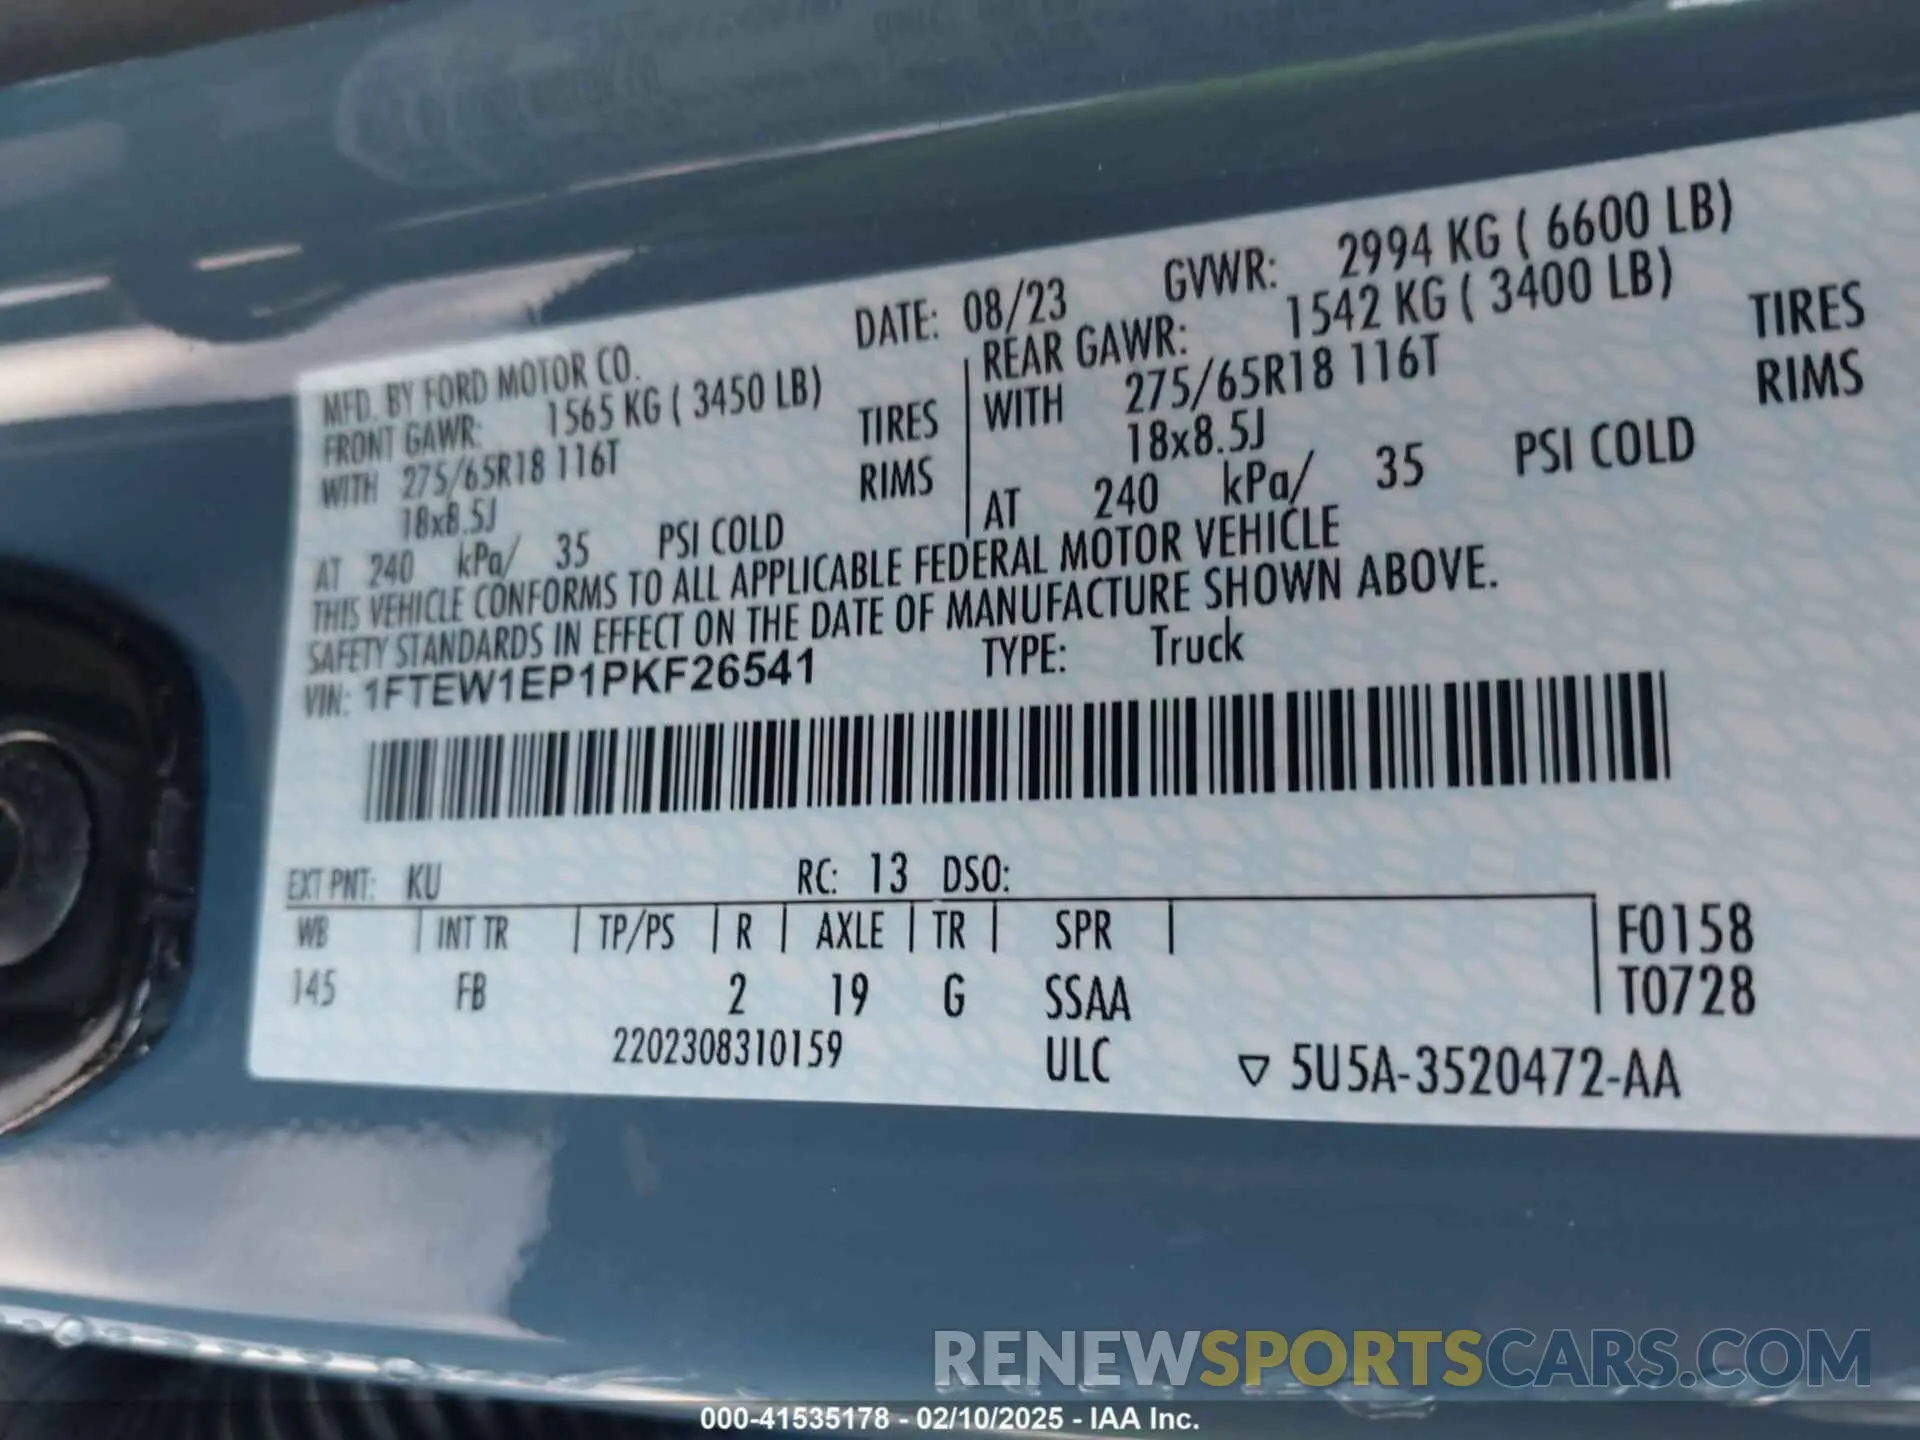 MFD. BY FORD MOTOR CO. DATE: 08/23 GVWR: 2994 KG ( 6600 LB)
FRONT GAWR: 1565 KG ( 3450 LB) REAR GAWR: 1542 KG ( 3400 LB)
WITH 275/65R18 116T TIRES WITH 275/65R18 116T TIRES
18x8.5J RIMS 18x8.5J RIMS
AT 240 kPa/ 35 PSI COLD AT 240 kPa/ 35 PSI COLD
THIS VEHICLE CONFORMS TO ALL APPLICABLE FEDERAL MOTOR VEHICLE
SAFETY STANDARDS IN EFFECT ON THE DATE OF MANUFACTURE SHOWN ABOVE.
VIN: 1FTEW1EP1PKF26541 TYPE: Truck
EXT PNT: KU RC: 13 DSO:
WB INT TR TP/PS R AXLE TR SPR F0158
145 FB 2 19 G SSAA T0728
2202308310159 ULC ▽ 5U5A-3520472-AA
RENEWSPORTSCARS.COM
000-41535178 - 02/10/2025 - IAA Inc.